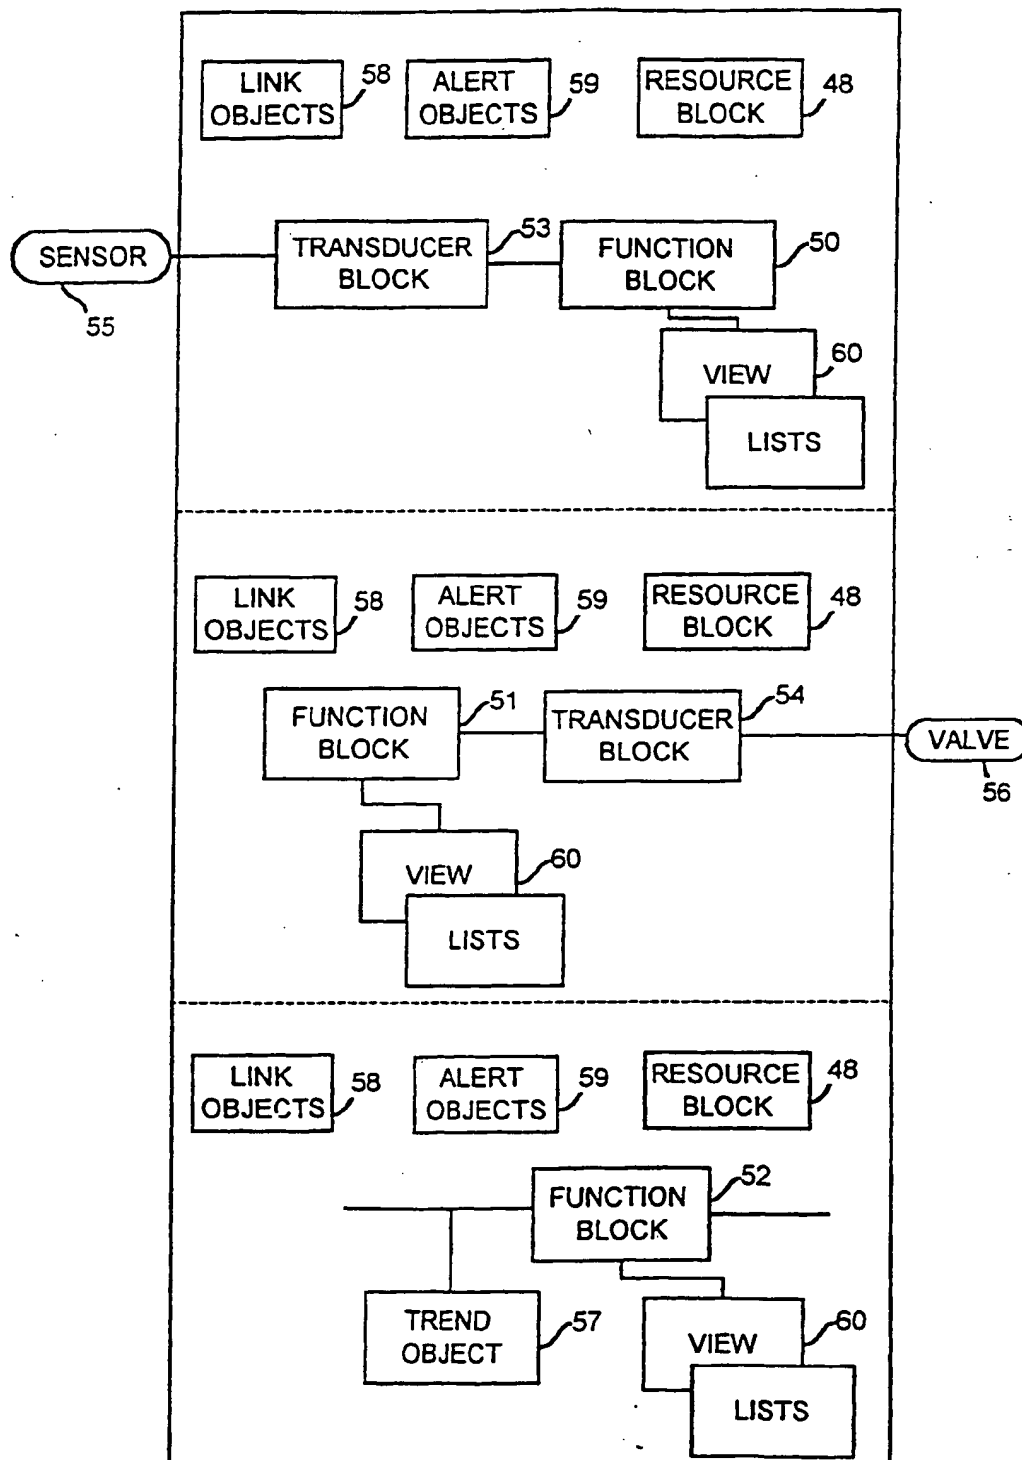 LINK
OBJECTS
58
ALERT
OBJECTS
59
RESOURCE
BLOCK
48
SENSOR
55
TRANSDUCER
BLOCK
53
FUNCTION
BLOCK
50
VIEW
60
LISTS
LINK
OBJECTS
58
ALERT
OBJECTS
59
RESOURCE
BLOCK
48
FUNCTION
BLOCK
51
TRANSDUCER
BLOCK
54
VALVE
56
VIEW
60
LISTS
LINK
OBJECTS
58
ALERT
OBJECTS
59
RESOURCE
BLOCK
48
FUNCTION
BLOCK
52
TREND
OBJECT
57
VIEW
60
LISTS